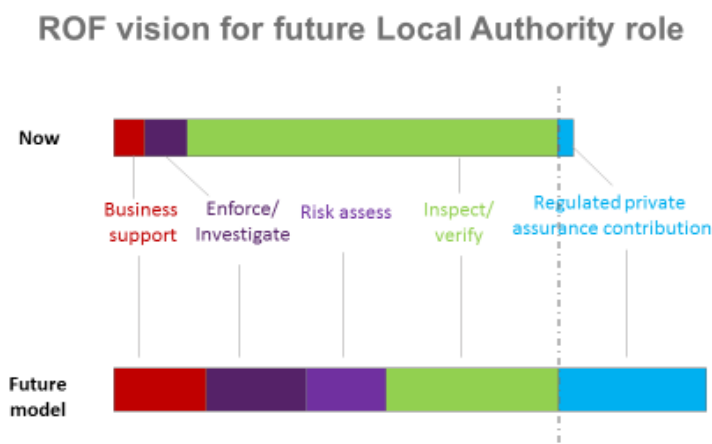 ROF vision for future Local Authority role
Now
Business
support
Enforce/
Investigate
Risk assess
Inspect/
verify
Regulated private
assurance contribution
Future
model